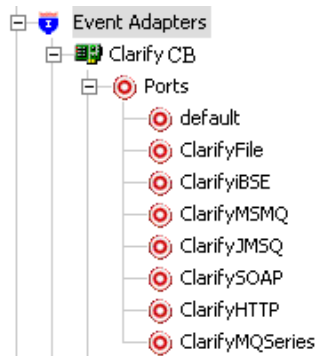 Event Adapters
Clarify CB
Ports
default
ClarifyFile
ClarifyiBSE
ClarifyMSMQ
ClarifyJMSQ
ClarifySOAP
ClarifyHTTP
ClarifyMQSeries